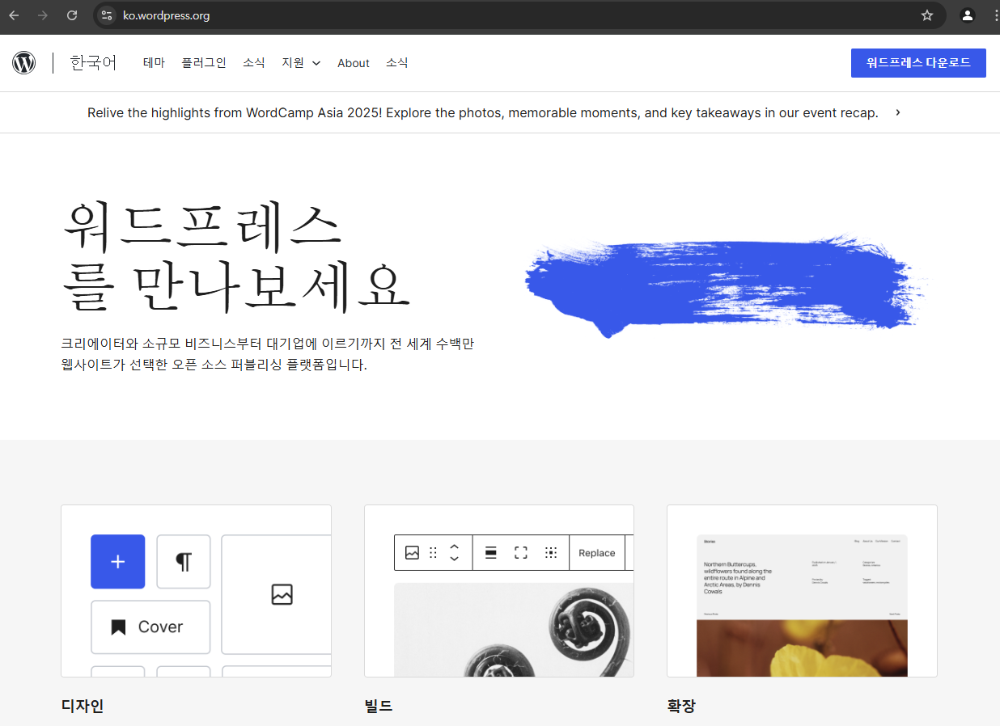 ko.wordpress.org
한국어
테마
플러그인
소식
지원
About
소식
워드프레스 다운로드
Relive the highlights from WordCamp Asia 2025! Explore the photos, memorable moments, and key takeaways in our event recap.
워드프레스
를 만나보세요
크리에이터와 소규모 비즈니스부터 대기업에 이르기까지 전 세계 수백만
웹사이트가 선택한 오픈 소스 퍼블리싱 플랫폼입니다.
Cover
Replace
Stories
Northern Buttercups,
wildflowers found along the
entire route in Alpine and
Arctic Areas, by Dennis
Cowals
디자인
빌드
확장